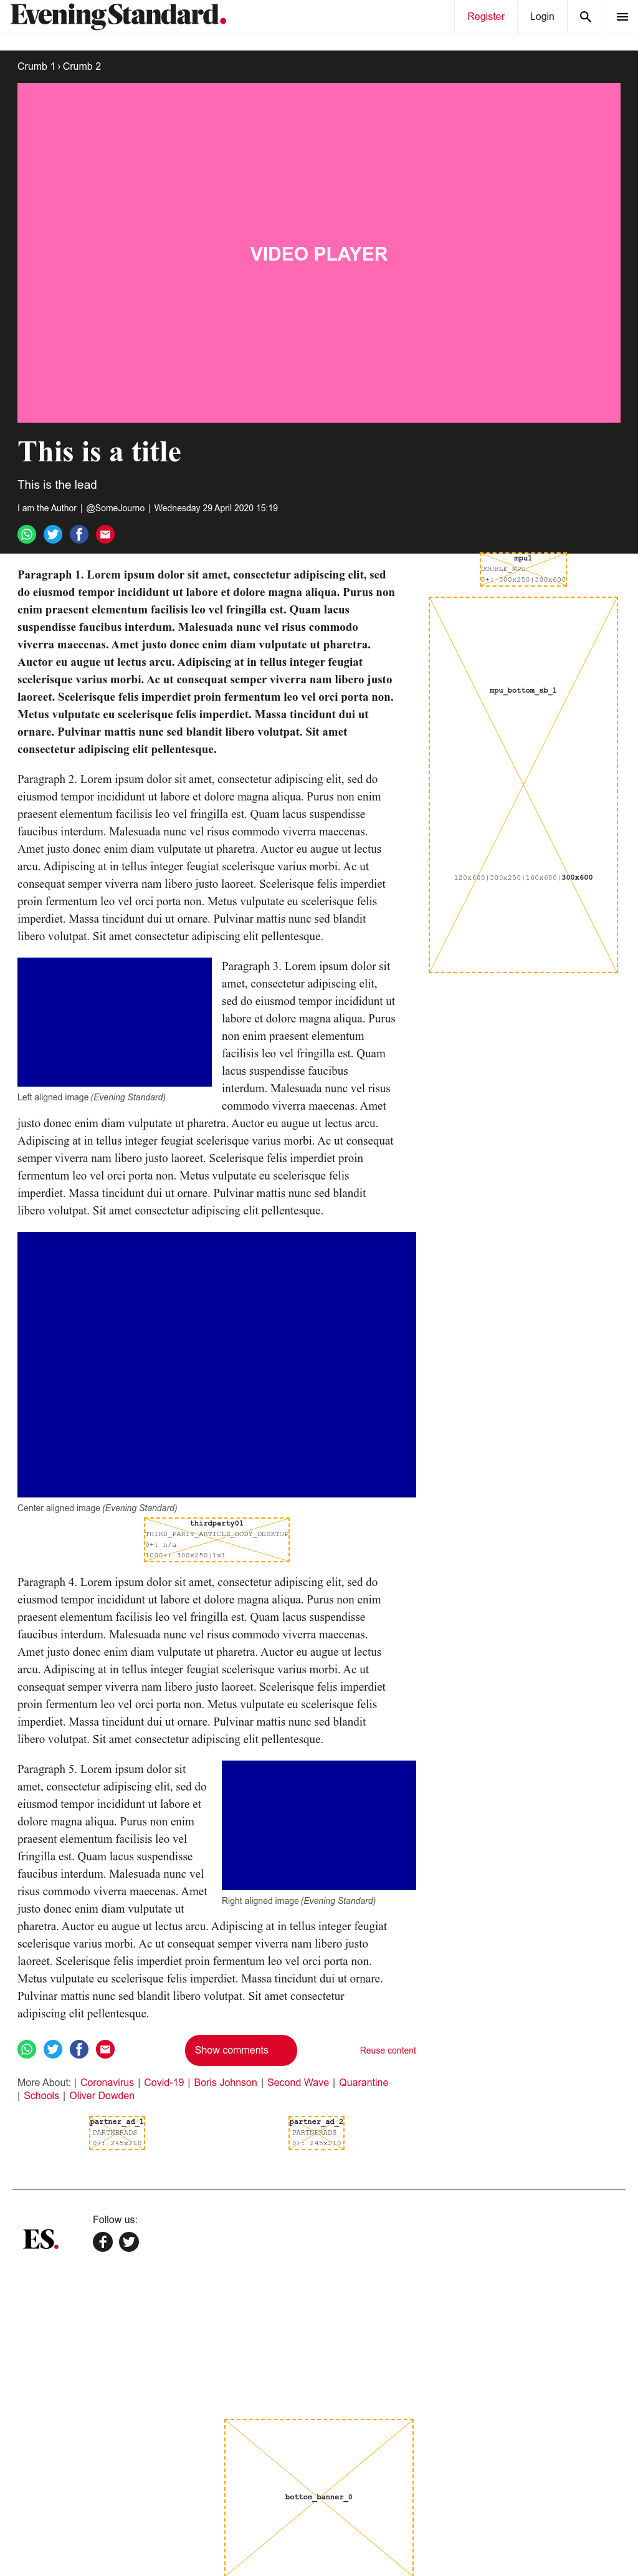 Evening Standard.
Register
Login
Crumb 1 › Crumb 2
VIDEO PLAYER
This is a title
This is the lead
I am the Author | @SomeJourno | Wednesday 29 April 2020 15:19
mpu1
DOUBLE_MPU
0+: 300x250|300x600
Paragraph 1. Lorem ipsum dolor sit amet, consectetur adipiscing elit, sed
do eiusmod tempor incididunt ut labore et dolore magna aliqua. Purus non
enim praesent elementum facilisis leo vel fringilla est. Quam lacus
suspendisse faucibus interdum. Malesuada nunc vel risus commodo
viverra maecenas. Amet justo donec enim diam vulputate ut pharetra.
Auctor eu augue ut lectus arcu. Adipiscing at in tellus integer feugiat
scelerisque varius morbi. Ac ut consequat semper viverra nam libero justo
laoreet. Scelerisque felis imperdiet proin fermentum leo vel orci porta non.
Metus vulputate eu scelerisque felis imperdiet. Massa tincidunt dui ut
ornare. Pulvinar mattis nunc sed blandit libero volutpat. Sit amet
consectetur adipiscing elit pellentesque.
mpu_bottom_sb_1
120x600|300x250|160x600|300x600
Paragraph 2. Lorem ipsum dolor sit amet, consectetur adipiscing elit, sed do
eiusmod tempor incididunt ut labore et dolore magna aliqua. Purus non enim
praesent elementum facilisis leo vel fringilla est. Quam lacus suspendisse
faucibus interdum. Malesuada nunc vel risus commodo viverra maecenas.
Amet justo donec enim diam vulputate ut pharetra. Auctor eu augue ut lectus
arcu. Adipiscing at in tellus integer feugiat scelerisque varius morbi. Ac ut
consequat semper viverra nam libero justo laoreet. Scelerisque felis imperdiet
proin fermentum leo vel orci porta non. Metus vulputate eu scelerisque felis
imperdiet. Massa tincidunt dui ut ornare. Pulvinar mattis nunc sed blandit
libero volutpat. Sit amet consectetur adipiscing elit pellentesque.
Left aligned image (Evening Standard)
Paragraph 3. Lorem ipsum dolor sit
amet, consectetur adipiscing elit,
sed do eiusmod tempor incididunt ut
labore et dolore magna aliqua. Purus
non enim praesent elementum
facilisis leo vel fringilla est. Quam
lacus suspendisse faucibus
interdum. Malesuada nunc vel risus
commodo viverra maecenas. Amet
justo donec enim diam vulputate ut pharetra. Auctor eu augue ut lectus arcu.
Adipiscing at in tellus integer feugiat scelerisque varius morbi. Ac ut consequat
semper viverra nam libero justo laoreet. Scelerisque felis imperdiet proin
fermentum leo vel orci porta non. Metus vulputate eu scelerisque felis
imperdiet. Massa tincidunt dui ut ornare. Pulvinar mattis nunc sed blandit
libero volutpat. Sit amet consectetur adipiscing elit pellentesque.
Center aligned image (Evening Standard)
thirdparty01
THIRD_PARTY_ARTICLE_BODY_DESKTOP
0+: n/a
1000+: 300x250|1x1
Paragraph 4. Lorem ipsum dolor sit amet, consectetur adipiscing elit, sed do
eiusmod tempor incididunt ut labore et dolore magna aliqua. Purus non enim
praesent elementum facilisis leo vel fringilla est. Quam lacus suspendisse
faucibus interdum. Malesuada nunc vel risus commodo viverra maecenas.
Amet justo donec enim diam vulputate ut pharetra. Auctor eu augue ut lectus
arcu. Adipiscing at in tellus integer feugiat scelerisque varius morbi. Ac ut
consequat semper viverra nam libero justo laoreet. Scelerisque felis imperdiet
proin fermentum leo vel orci porta non. Metus vulputate eu scelerisque felis
imperdiet. Massa tincidunt dui ut ornare. Pulvinar mattis nunc sed blandit
libero volutpat. Sit amet consectetur adipiscing elit pellentesque.
Paragraph 5. Lorem ipsum dolor sit
amet, consectetur adipiscing elit, sed do
eiusmod tempor incididunt ut labore et
dolore magna aliqua. Purus non enim
praesent elementum facilisis leo vel
fringilla est. Quam lacus suspendisse
faucibus interdum. Malesuada nunc vel
risus commodo viverra maecenas. Amet
justo donec enim diam vulputate ut
Right aligned image (Evening Standard)
pharetra. Auctor eu augue ut lectus arcu. Adipiscing at in tellus integer feugiat
scelerisque varius morbi. Ac ut consequat semper viverra nam libero justo
laoreet. Scelerisque felis imperdiet proin fermentum leo vel orci porta non.
Metus vulputate eu scelerisque felis imperdiet. Massa tincidunt dui ut ornare.
Pulvinar mattis nunc sed blandit libero volutpat. Sit amet consectetur
adipiscing elit pellentesque.
Show comments
Reuse content
More About: | Coronavirus | Covid-19 | Boris Johnson | Second Wave | Quarantine
| Schools | Oliver Dowden
partner_ad_1
PARTNERADS
0+: 245x210
partner_ad_2
PARTNERADS
0+: 245x210
ES.
Follow us:
bottom_banner_0